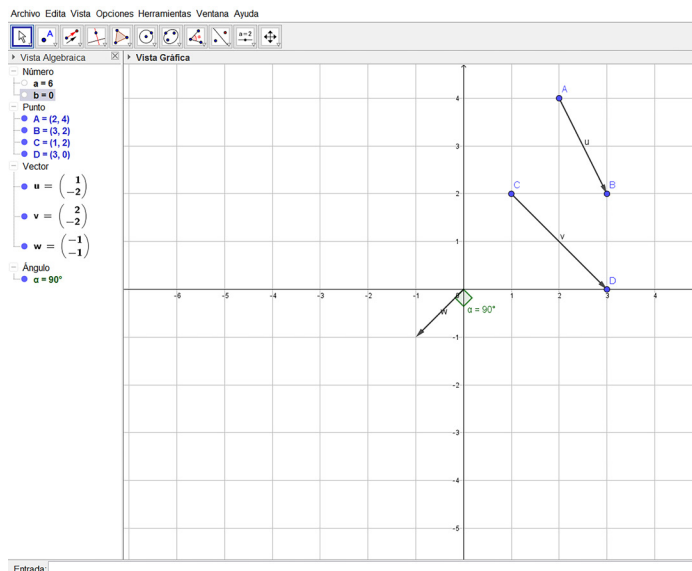 Archivo Edita Vista Opciones Herramientas Ventana Ayuda
A
a=2
Vista Algebraica
Vista Gráfica
Número
a = 6
b = 0
Punto
A = (2, 4)
B = (3, 2)
C = (1, 2)
D = (3, 0)
Vector
u = ( 1
−2 )
v = ( 2
−2 )
w = ( −1
−1 )
Ángulo
α = 90°
A
4
3
u
C
B
2
1
v
D
-6 -5 -4 -3 -2 -1 0 1 2 3 4
w
α = 90°
-1
-2
-3
-4
-5
Entrada: